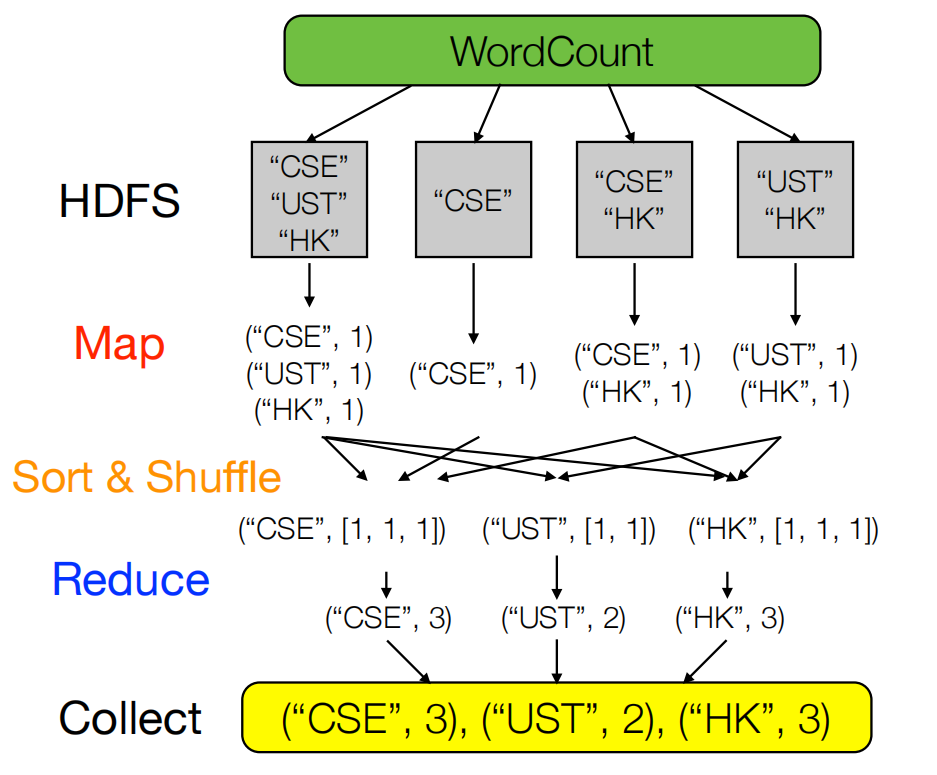 WordCount
HDFS
“CSE”
“UST”
“HK”
“CSE”
“CSE”
“HK”
“UST”
“HK”
Map
(“CSE”, 1)
(“UST”, 1)
(“HK”, 1)
(“CSE”, 1)
(“CSE”, 1)
(“HK”, 1)
(“UST”, 1)
(“HK”, 1)
Sort & Shuffle
(“CSE”, [1, 1, 1])
(“UST”, [1, 1])
(“HK”, [1, 1, 1])
Reduce
(“CSE”, 3)
(“UST”, 2)
(“HK”, 3)
Collect
(“CSE”, 3), (“UST”, 2), (“HK”, 3)